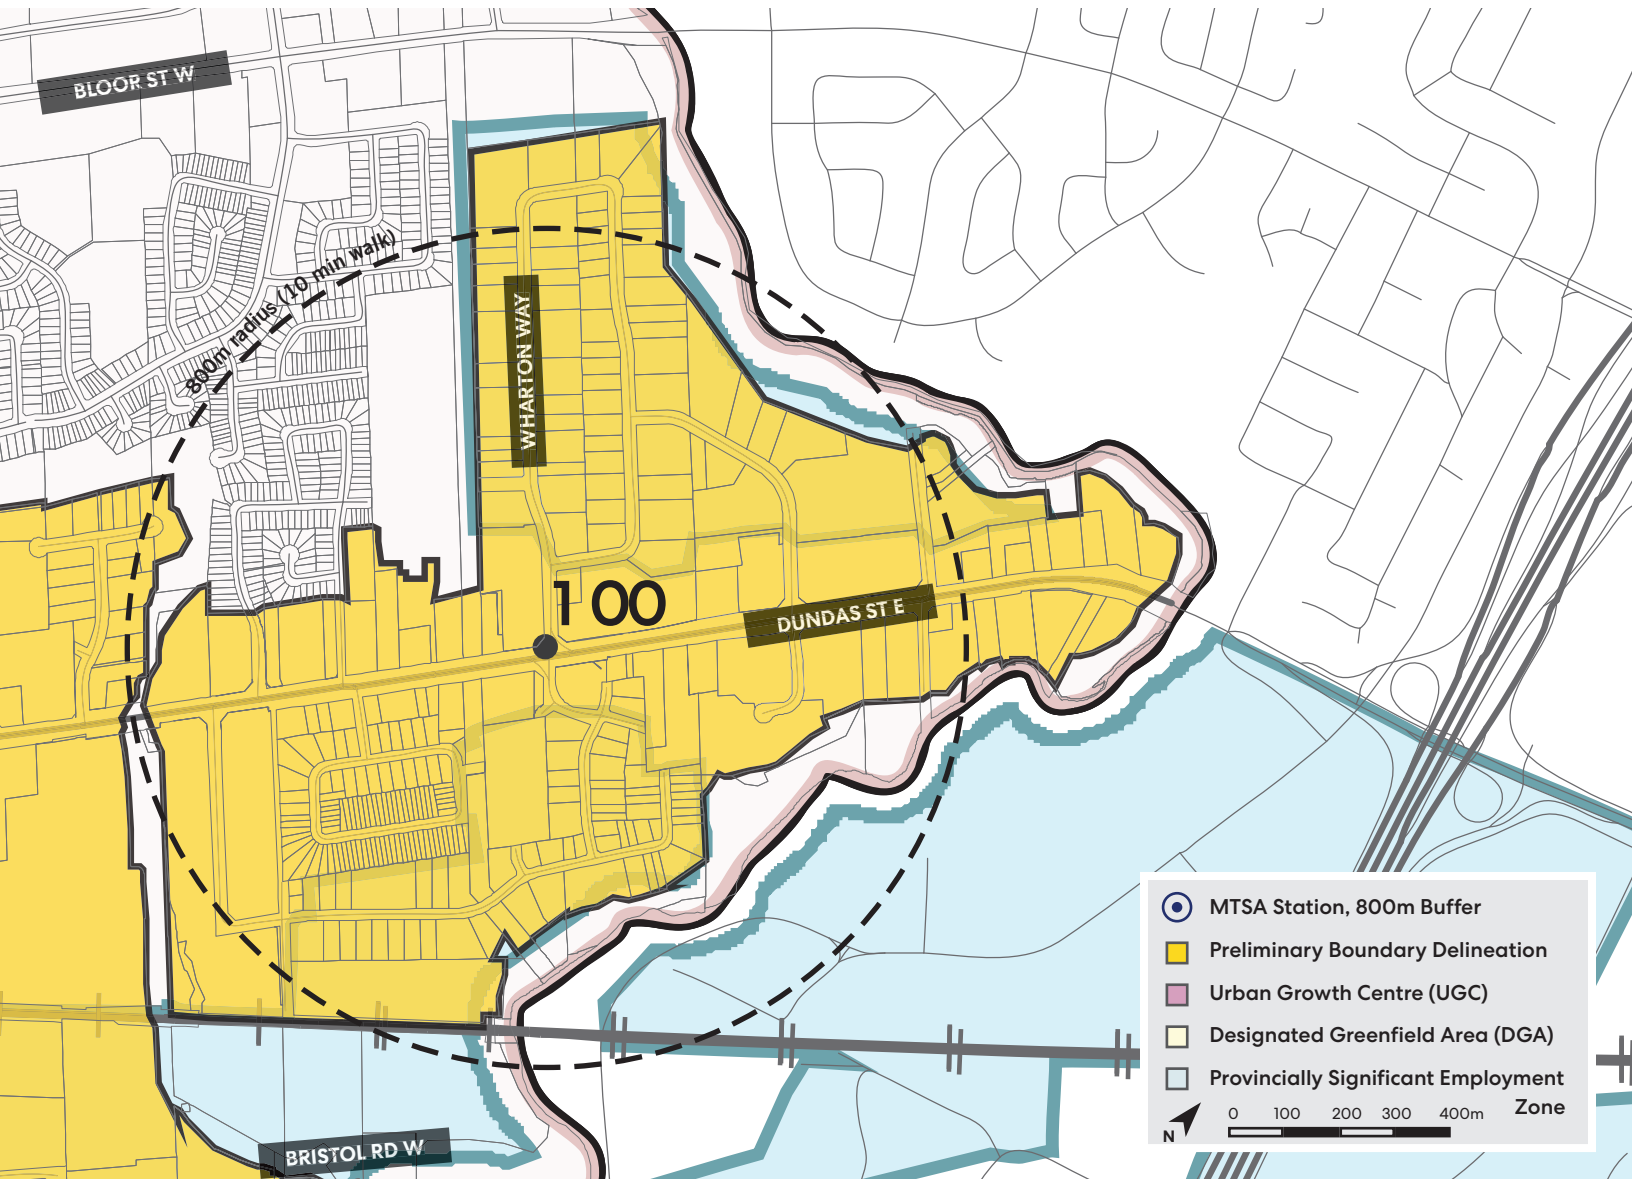 BLOOR ST W
800m radius (10 min walk)
WHARTON WAY
100
DUNDAS ST E
BRISTOL RD W
MTSA Station, 800m Buffer
Preliminary Boundary Delineation
Urban Growth Centre (UGC)
Designated Greenfield Area (DGA)
Provincially Significant Employment
Zone
0 100 200 300 400m
N